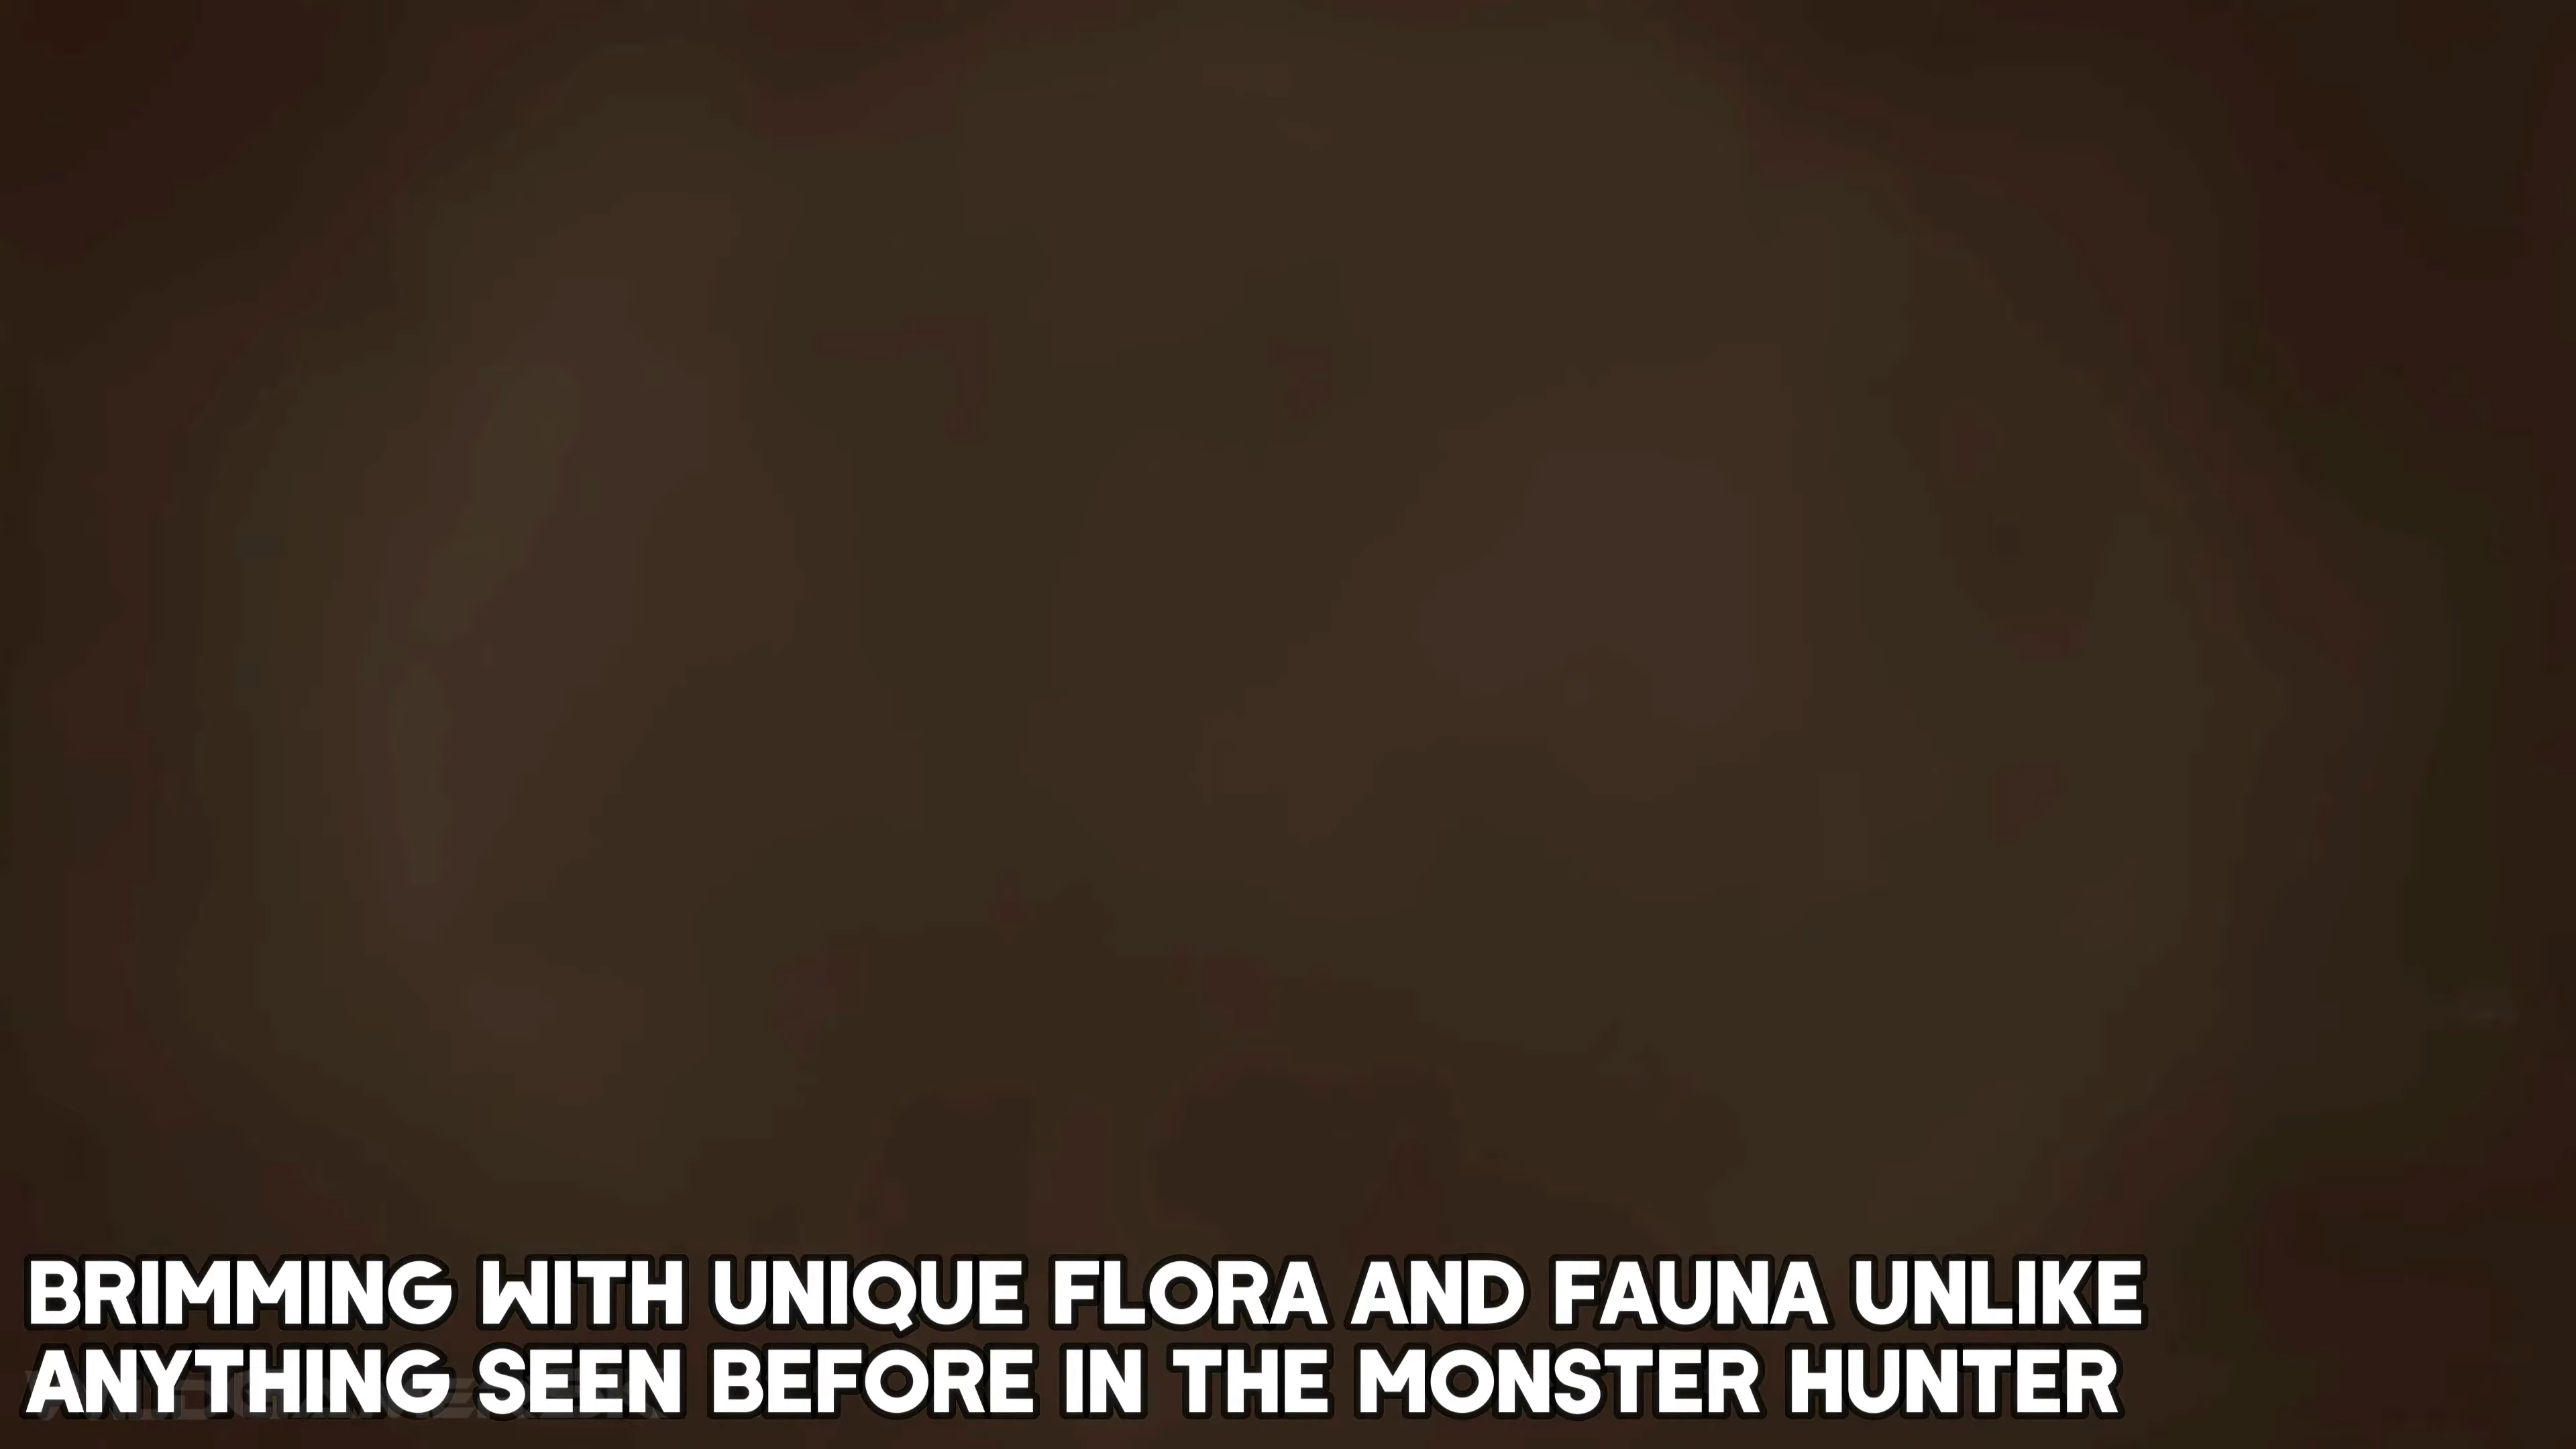 BRIMMING WITH UNIQUE FLORA AND FAUNA UNLIKE
ANYTHING SEEN BEFORE IN THE MONSTER HUNTER